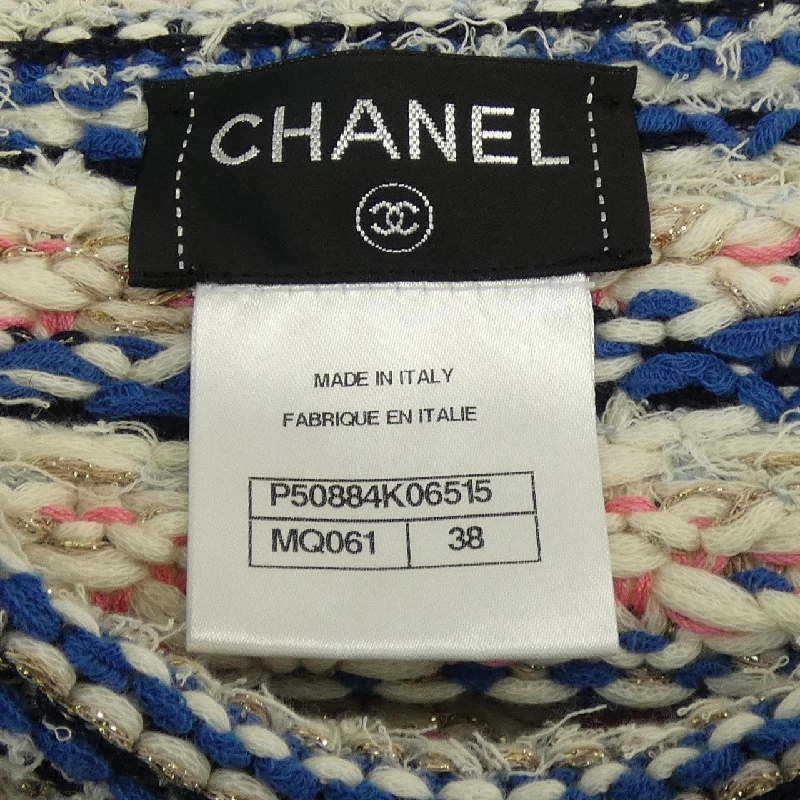 CHANEL
MADE IN ITALY
FABRIQUE EN ITALIE
P50884K06515
MQ061 38